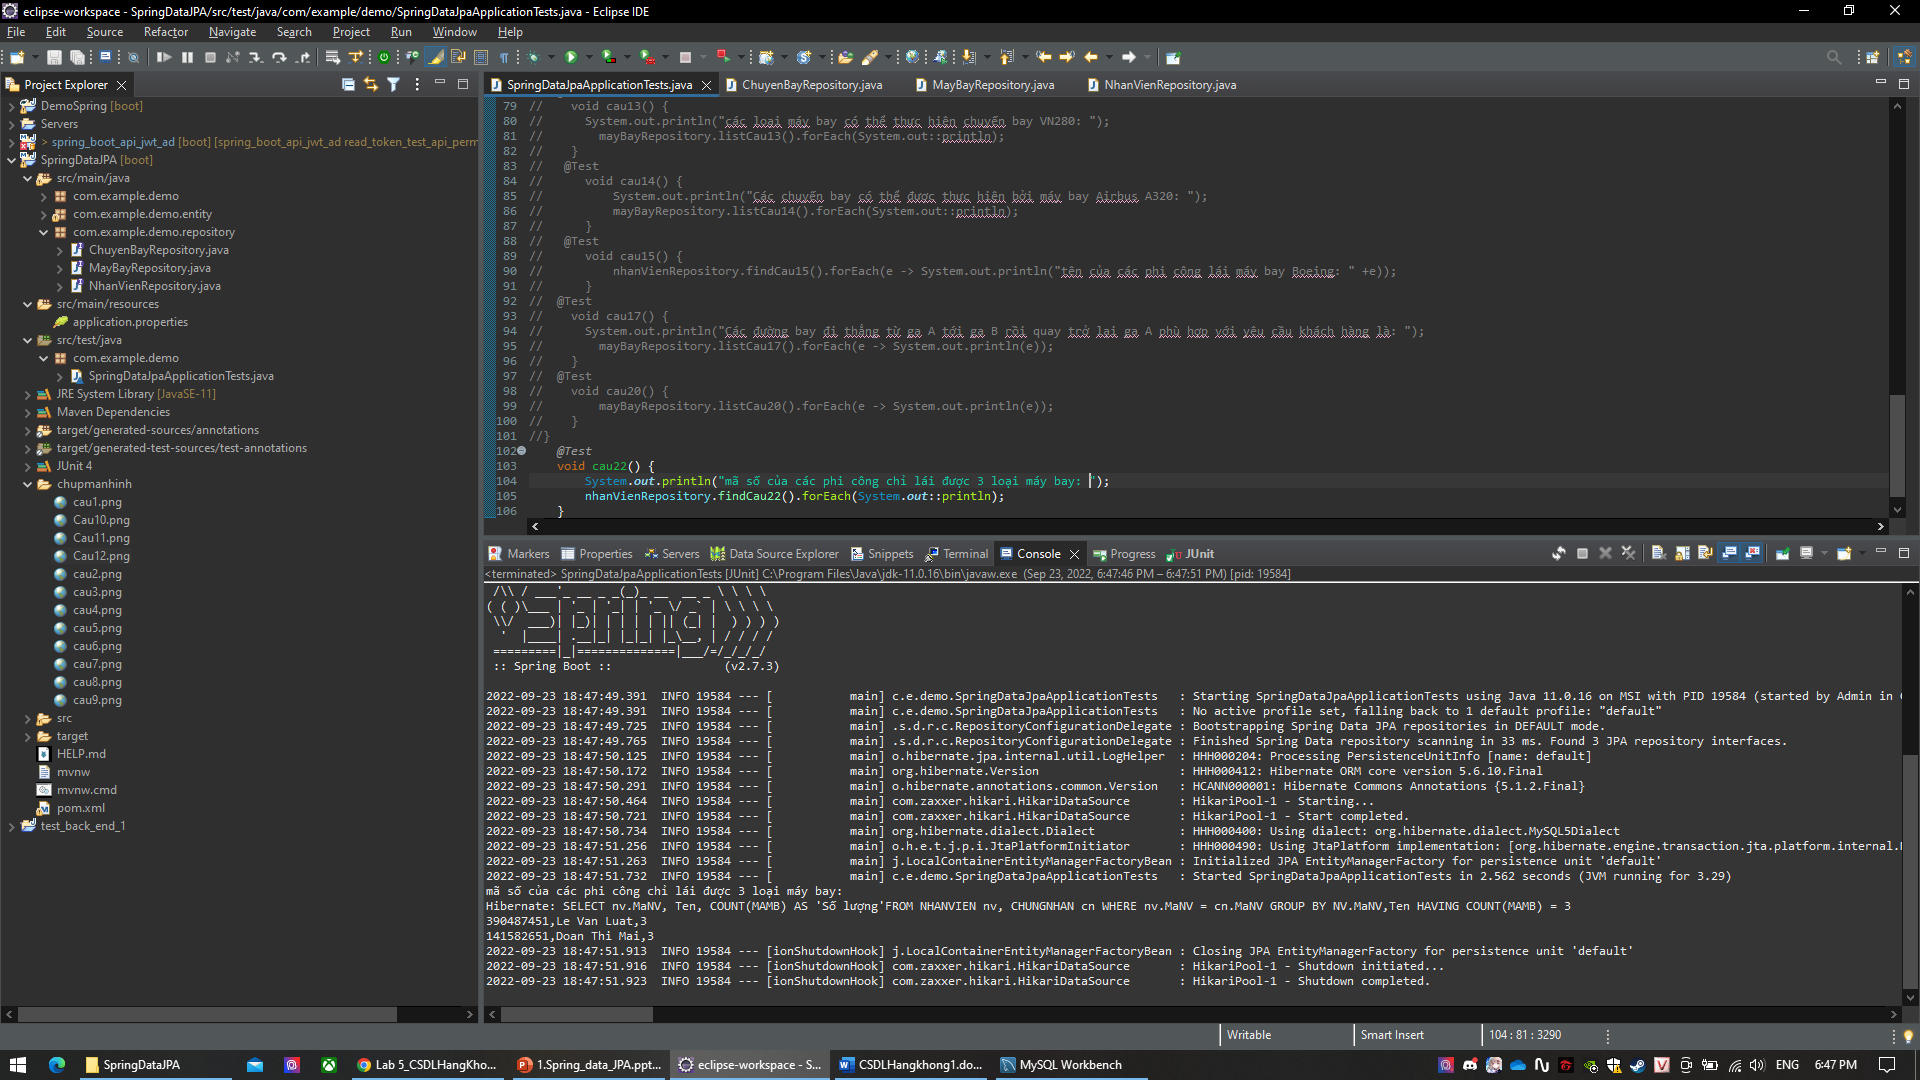 eclipse-workspace - SpringDataJPA/src/test/java/com/example/demo/SpringDataJpaApplicationTests.java - Eclipse IDE
File Edit Source Refactor Navigate Search Project Run Window Help
Project Explorer
DemoSpring [boot]
Servers
> spring_boot_api_jwt_ad [boot] [spring_boot_api_jwt_ad read_token_test_api_perm
SpringDataJPA [boot]
src/main/java
com.example.demo
com.example.demo.entity
com.example.demo.repository
ChuyenBayRepository.java
MayBayRepository.java
NhanVienRepository.java
src/main/resources
application.properties
src/test/java
com.example.demo
SpringDataJpaApplicationTests.java
JRE System Library [JavaSE-11]
Maven Dependencies
target/generated-sources/annotations
target/generated-test-sources/test-annotations
JUnit 4
chupmanhinh
cau1.png
Cau10.png
Cau11.png
Cau12.png
cau2.png
cau3.png
cau4.png
cau5.png
cau6.png
cau7.png
cau8.png
cau9.png
src
target
HELP.md
mvnw
mvnw.cmd
pom.xml
test_back_end_1
SpringDataJpaApplicationTests.java ChuyenBayRepository.java MayBayRepository.java NhanVienRepository.java
79 // void cau13() {
80 // System.out.println("các loại máy bay có thể thực hiện chuyến bay VN280: ");
81 // mayBayRepository.listCau13().forEach(System.out::println);
82 // }
83 // @Test
84 // void cau14() {
85 // System.out.println("Các chuyến bay có thể được thực hiện bởi máy bay Airbus A320: ");
86 // mayBayRepository.listCau14().forEach(System.out::println);
87 // }
88 // @Test
89 // void cau15() {
90 // nhanVienRepository.findCau15().forEach(e -> System.out.println("tên của các phi công lái máy bay Boeing: " +e));
91 // }
92 // @Test
93 // void cau17() {
94 // System.out.println("Các đường bay đi thẳng từ ga A tới ga B rồi quay trở lại ga A phù hợp với yêu cầu khách hàng là: ");
95 // mayBayRepository.listCau17().forEach(e -> System.out.println(e));
96 // }
97 // @Test
98 // void cau20() {
99 // mayBayRepository.listCau20().forEach(e -> System.out.println(e));
100 // }
101 //}
102 @Test
103 void cau22() {
104 System.out.println("mã số của các phi công chỉ lái được 3 loại máy bay: ");
105 nhanVienRepository.findCau22().forEach(System.out::println);
106 }
Markers Properties Servers Data Source Explorer Snippets Terminal Console Progress JUnit
<terminated> SpringDataJpaApplicationTests [JUnit] C:\Program Files\Java\jdk-11.0.16\bin\javaw.exe (Sep 23, 2022, 6:47:46 PM – 6:47:51 PM) [pid: 19584]
:: Spring Boot :: (v2.7.3)
2022-09-23 18:47:49.391 INFO 19584 --- [ main] c.e.demo.SpringDataJpaApplicationTests : Starting SpringDataJpaApplicationTests using Java 11.0.16 on MSI with PID 19584 (started by Admin in C
2022-09-23 18:47:49.391 INFO 19584 --- [ main] c.e.demo.SpringDataJpaApplicationTests : No active profile set, falling back to 1 default profile: "default"
2022-09-23 18:47:49.725 INFO 19584 --- [ main] .s.d.r.c.RepositoryConfigurationDelegate : Bootstrapping Spring Data JPA repositories in DEFAULT mode.
2022-09-23 18:47:49.765 INFO 19584 --- [ main] .s.d.r.c.RepositoryConfigurationDelegate : Finished Spring Data repository scanning in 33 ms. Found 3 JPA repository interfaces.
2022-09-23 18:47:50.125 INFO 19584 --- [ main] o.hibernate.jpa.internal.util.LogHelper : HHH000204: Processing PersistenceUnitInfo [name: default]
2022-09-23 18:47:50.172 INFO 19584 --- [ main] org.hibernate.Version : HHH000412: Hibernate ORM core version 5.6.10.Final
2022-09-23 18:47:50.291 INFO 19584 --- [ main] o.hibernate.annotations.common.Version : HCANN000001: Hibernate Commons Annotations {5.1.2.Final}
2022-09-23 18:47:50.464 INFO 19584 --- [ main] com.zaxxer.hikari.HikariDataSource : HikariPool-1 - Starting...
2022-09-23 18:47:50.721 INFO 19584 --- [ main] com.zaxxer.hikari.HikariDataSource : HikariPool-1 - Start completed.
2022-09-23 18:47:50.734 INFO 19584 --- [ main] org.hibernate.dialect.Dialect : HHH000400: Using dialect: org.hibernate.dialect.MySQL5Dialect
2022-09-23 18:47:51.256 INFO 19584 --- [ main] o.h.e.t.j.p.i.JtaPlatformInitiator : HHH000490: Using JtaPlatform implementation: [org.hibernate.engine.transaction.jta.platform.internal.
2022-09-23 18:47:51.263 INFO 19584 --- [ main] j.LocalContainerEntityManagerFactoryBean : Initialized JPA EntityManagerFactory for persistence unit 'default'
2022-09-23 18:47:51.732 INFO 19584 --- [ main] c.e.demo.SpringDataJpaApplicationTests : Started SpringDataJpaApplicationTests in 2.562 seconds (JVM running for 3.29)
mã số của các phi công chỉ lái được 3 loại máy bay:
Hibernate: SELECT nv.MaNV, Ten, COUNT(MAMB) AS 'Số lượng'FROM NHANVIEN nv, CHUNGNHAN cn WHERE nv.MaNV = cn.MaNV GROUP BY NV.MaNV,Ten HAVING COUNT(MAMB) = 3
390487451,Le Van Luat,3
141582651,Doan Thi Mai,3
2022-09-23 18:47:51.913 INFO 19584 --- [ionShutdownHook] j.LocalContainerEntityManagerFactoryBean : Closing JPA EntityManagerFactory for persistence unit 'default'
2022-09-23 18:47:51.916 INFO 19584 --- [ionShutdownHook] com.zaxxer.hikari.HikariDataSource : HikariPool-1 - Shutdown initiated...
2022-09-23 18:47:51.923 INFO 19584 --- [ionShutdownHook] com.zaxxer.hikari.HikariDataSource : HikariPool-1 - Shutdown completed.
Writable Smart Insert 104 : 81 : 3290
SpringDataJPA Lab 5_CSDLHangKho... 1.Spring_data_JPA.ppt... eclipse-workspace - S... CSDLHangkhong1.do... MySQL Workbench ENG 6:47 PM